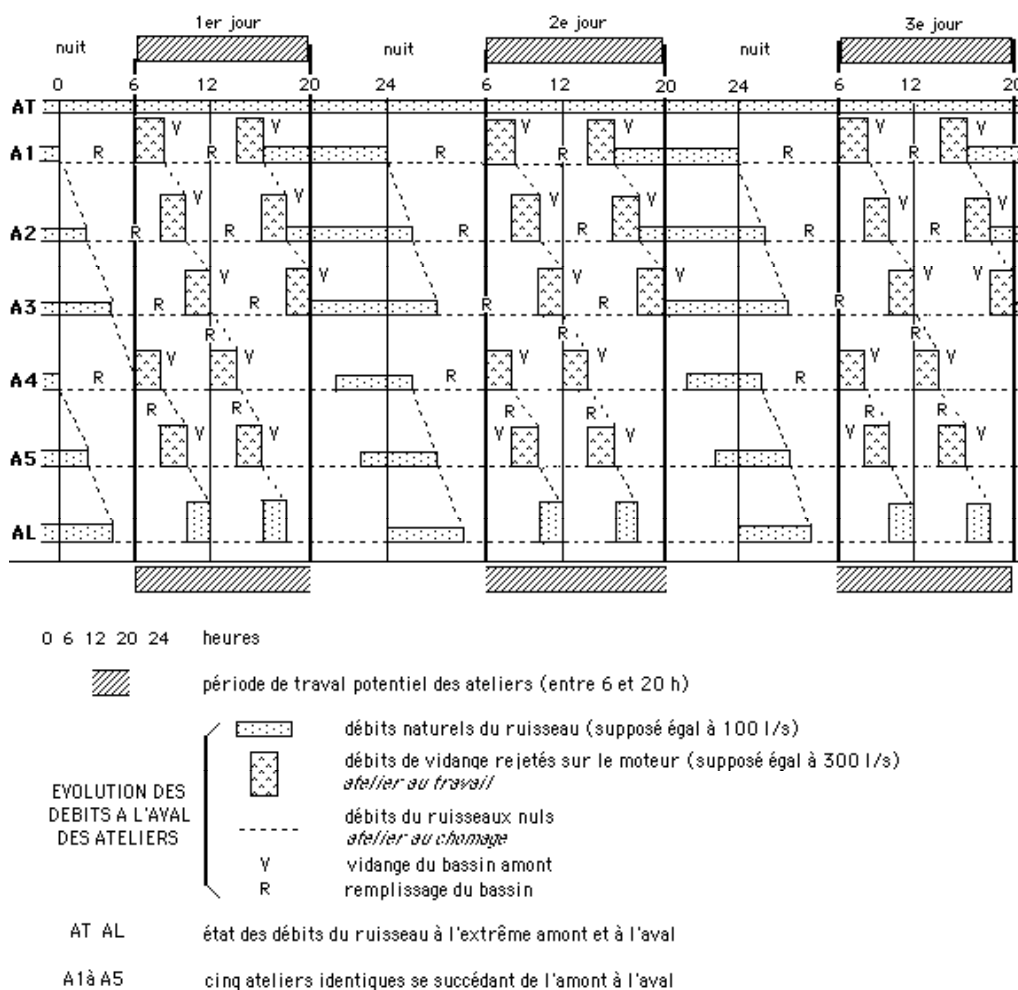 1er jour 2e jour 3e jour
nuit nuit nuit
0 6 12 20 24 6 12 20 24 6 12 20
AT
V V V V V V
A1 R R R R R R
V V V V V V
A2 R R R R R R
V V V V V V
A3 R R R R R R
R R R
V V V V V V
A4 R R R
R R R R R R
V V V V V V
A5
AL
0 6 12 20 24 heures
période de traval potentiel des ateliers (entre 6 et 20 h)
EVOLUTION DES
DEBITS A L'AVAL
DES ATELIERS
débits naturels du ruisseau (supposé égal à 100 l/s)
débits de vidange rejetés sur le moteur (supposé égal à 300 l/s)
atelier au travail
débits du ruisseaux nuls
atelier au chomage
V vidange du bassin amont
R remplissage du bassin
AT AL état des débits du ruisseau à l'extrême amont et à l'aval
A1à A5 cinq ateliers identiques se succédant de l'amont à l'aval